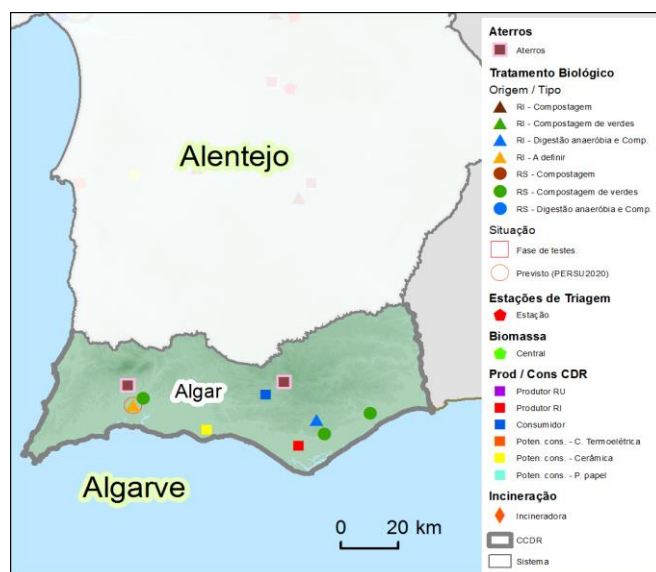 Alentejo
Algar
Algarve
0 20 km
Aterros
Aterros
Tratamento Biológico
Origem / Tipo
RI - Compostagem
RI - Compostagem de verdes
RI - Digestão anaeróbia e Comp.
RI - A definir
RS - Compostagem
RS - Compostagem de verdes
RS - Digestão anaeróbia e Comp.
Situação
Fase de testes.
Previsto (PERSU2020)
Estações de Triagem
Estação
Biomassa
Central
Prod / Cons CDR
Produtor RU
Produtor RI
Consumidor
Poten. cons. - C. Termoelétrica
Poten. cons. - Cerâmica
Poten. cons. - P. papel
Incineração
Incineradora
CCDR
Sistema